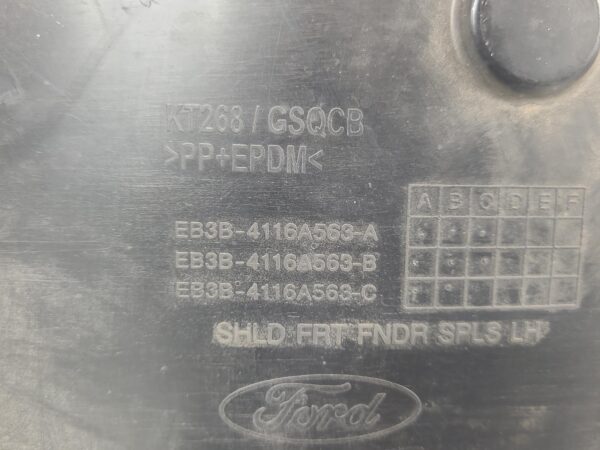 KT268 / GSQCB
>PP+EPDM<
A B C D E F
EB3B-4116A563-A
EB3B-4116A563-B
EB3B-4116A563-C
SHLD FRT FNDR SPLS LH
Ford